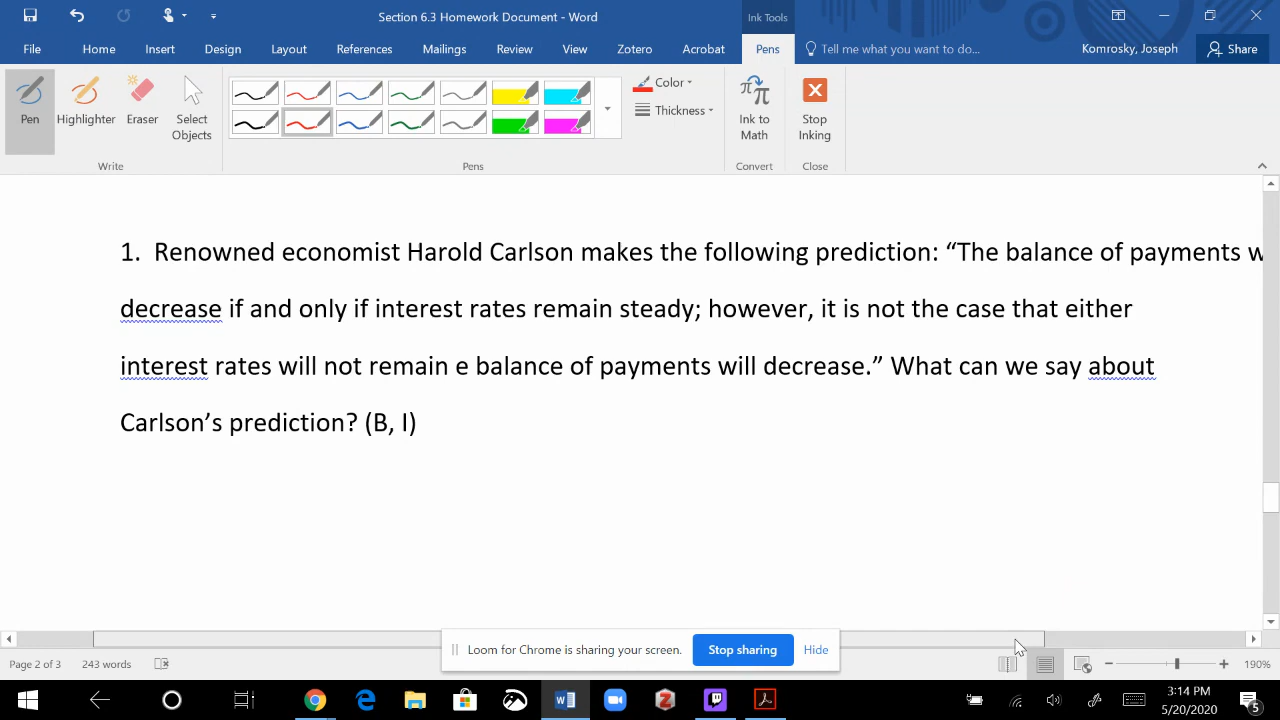 Section 6.3 Homework Document - Word
Ink Tools
File Home Insert Design Layout References Mailings Review View Zotero Acrobat Pens Tell me what you want to do... Komrosky, Joseph Share
Pen Highlighter Eraser Select Objects
Color
Thickness
Ink to Math
Stop Inking
Write Pens Convert Close
1. Renowned economist Harold Carlson makes the following prediction: “The balance of payments w
decrease if and only if interest rates remain steady; however, it is not the case that either
interest rates will not remain e balance of payments will decrease.” What can we say about
Carlson’s prediction? (B, I)
Loom for Chrome is sharing your screen. Stop sharing Hide
Page 2 of 3 243 words 190%
3:14 PM
5/20/2020
5